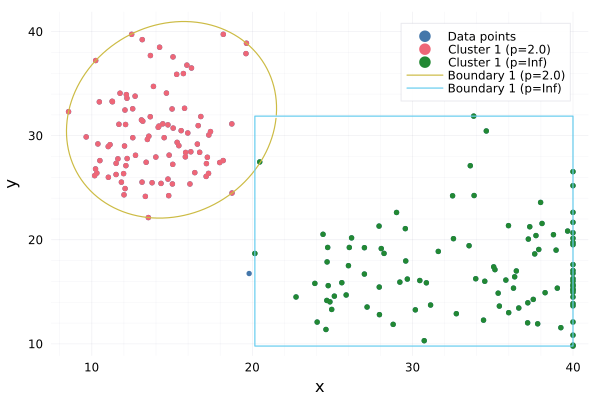 40
30
20
10
y
10
20
30
40
x
Data points
Cluster 1 (p=2.0)
Cluster 1 (p=Inf)
Boundary 1 (p=2.0)
Boundary 1 (p=Inf)